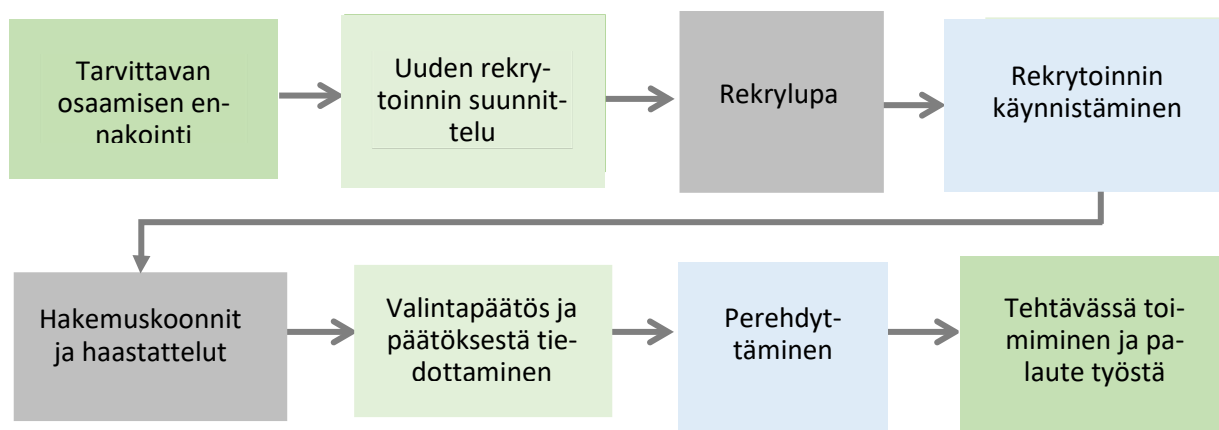 Tarvittavan
osaamisen en-
nakointi
Uuden rekry-
toinnin suunnit-
telu
Rekrylupa
Rekrytoinnin
käynnistäminen
Hakemuskoonnit
ja haastattelut
Valintapäätös ja
päätöksestä tie-
dottaminen
Perehdyt-
täminen
Tehtävässä toi-
miminen ja pa-
laute työstä